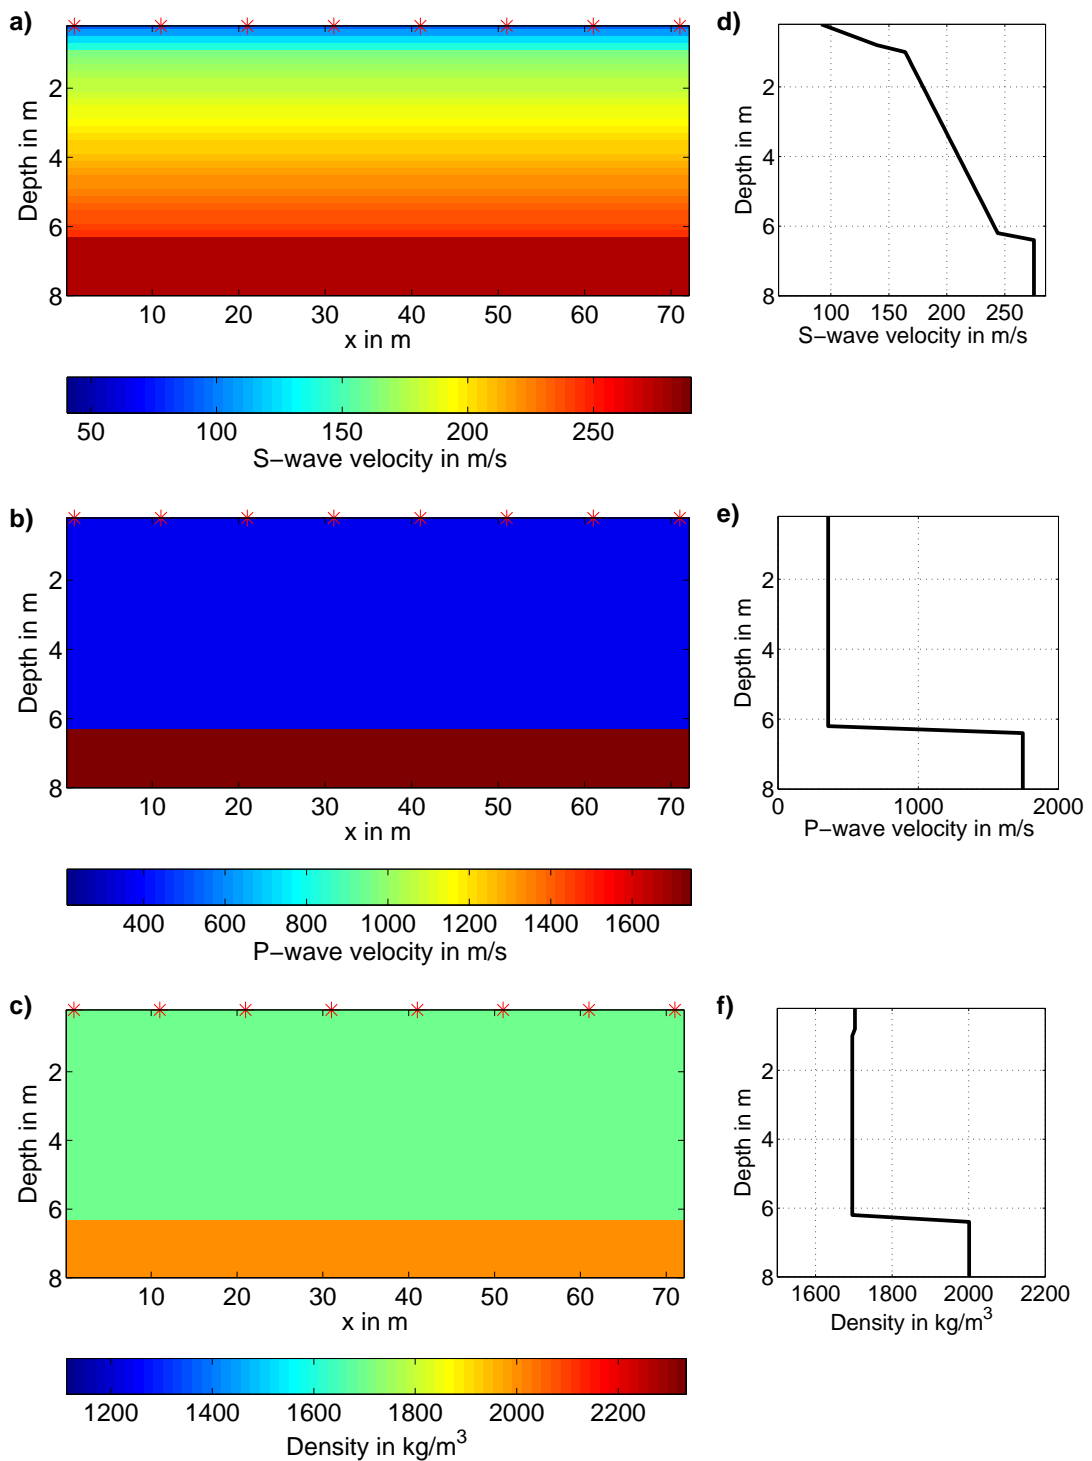 a)
2
4
6
8
Depth in m
10 20 30 40 50 60 70
x in m
50 100 150 200 250
S−wave velocity in m/s
d)
2
4
6
8
Depth in m
100 150 200 250
S−wave velocity in m/s
b)
2
4
6
8
Depth in m
10 20 30 40 50 60 70
x in m
400 600 800 1000 1200 1400 1600
P−wave velocity in m/s
e)
2
4
6
8
Depth in m
0 1000 2000
P−wave velocity in m/s
c)
2
4
6
8
Depth in m
10 20 30 40 50 60 70
x in m
1200 1400 1600 1800 2000 2200
Density in kg/m³
f)
2
4
6
8
Depth in m
1600 1800 2000 2200
Density in kg/m³